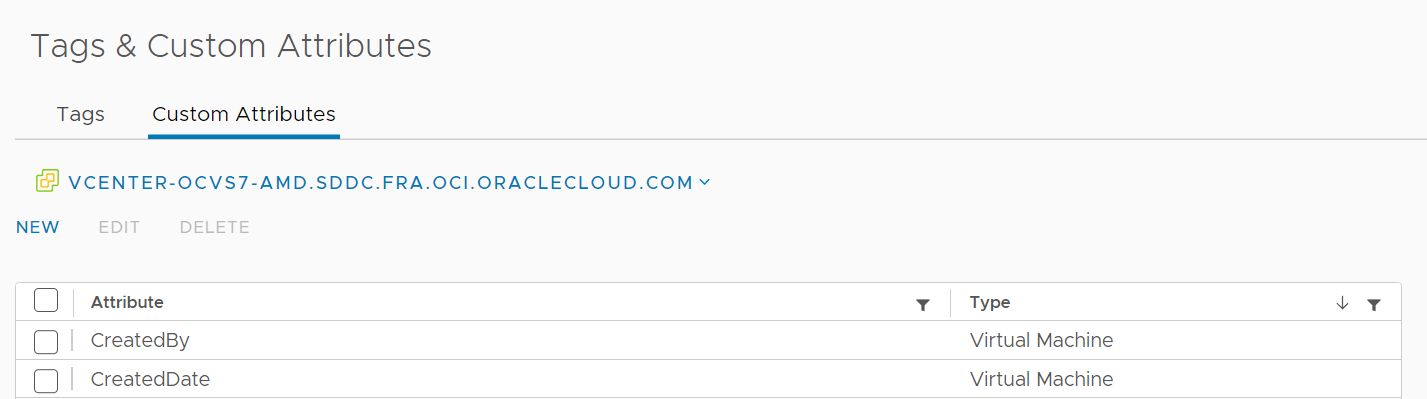 Tags & Custom Attributes
Tags Custom Attributes
VCENTER-OCVS7-AMD.SDDC.FRA.OCI.ORACLECLOUD.COM
NEW EDIT DELETE
Attribute Type
CreatedBy Virtual Machine
CreatedDate Virtual Machine